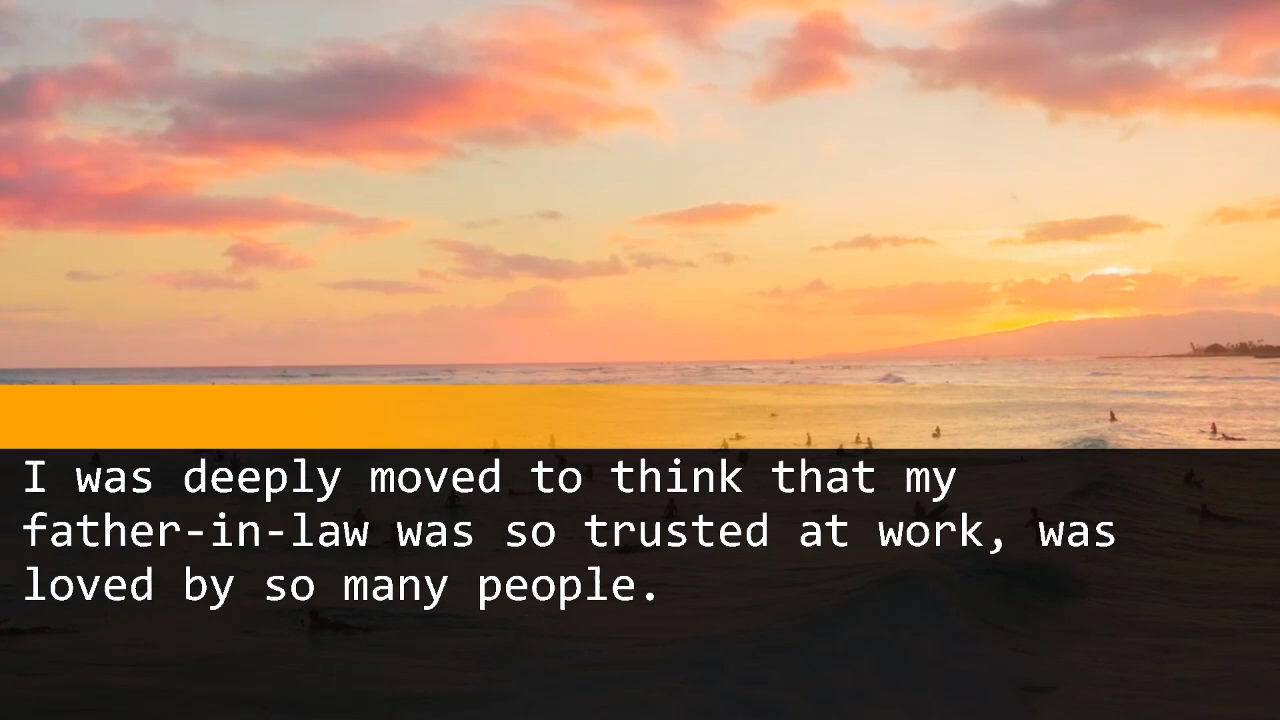 I was deeply moved to think that my
father-in-law was so trusted at work, was
loved by so many people.